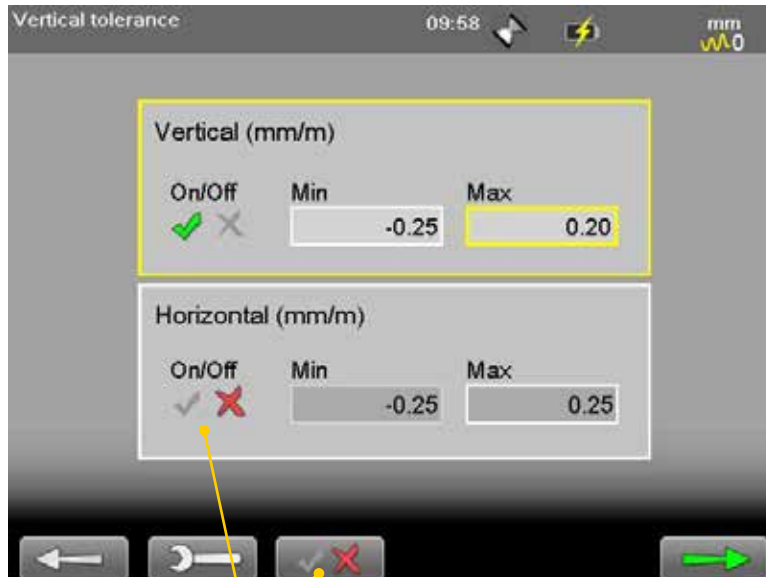 Vertical tolerance 09:58 mm
0
Vertical (mm/m)
On/Off Min Max
-0.25 0.20
Horizontal (mm/m)
On/Off Min Max
-0.25 0.25